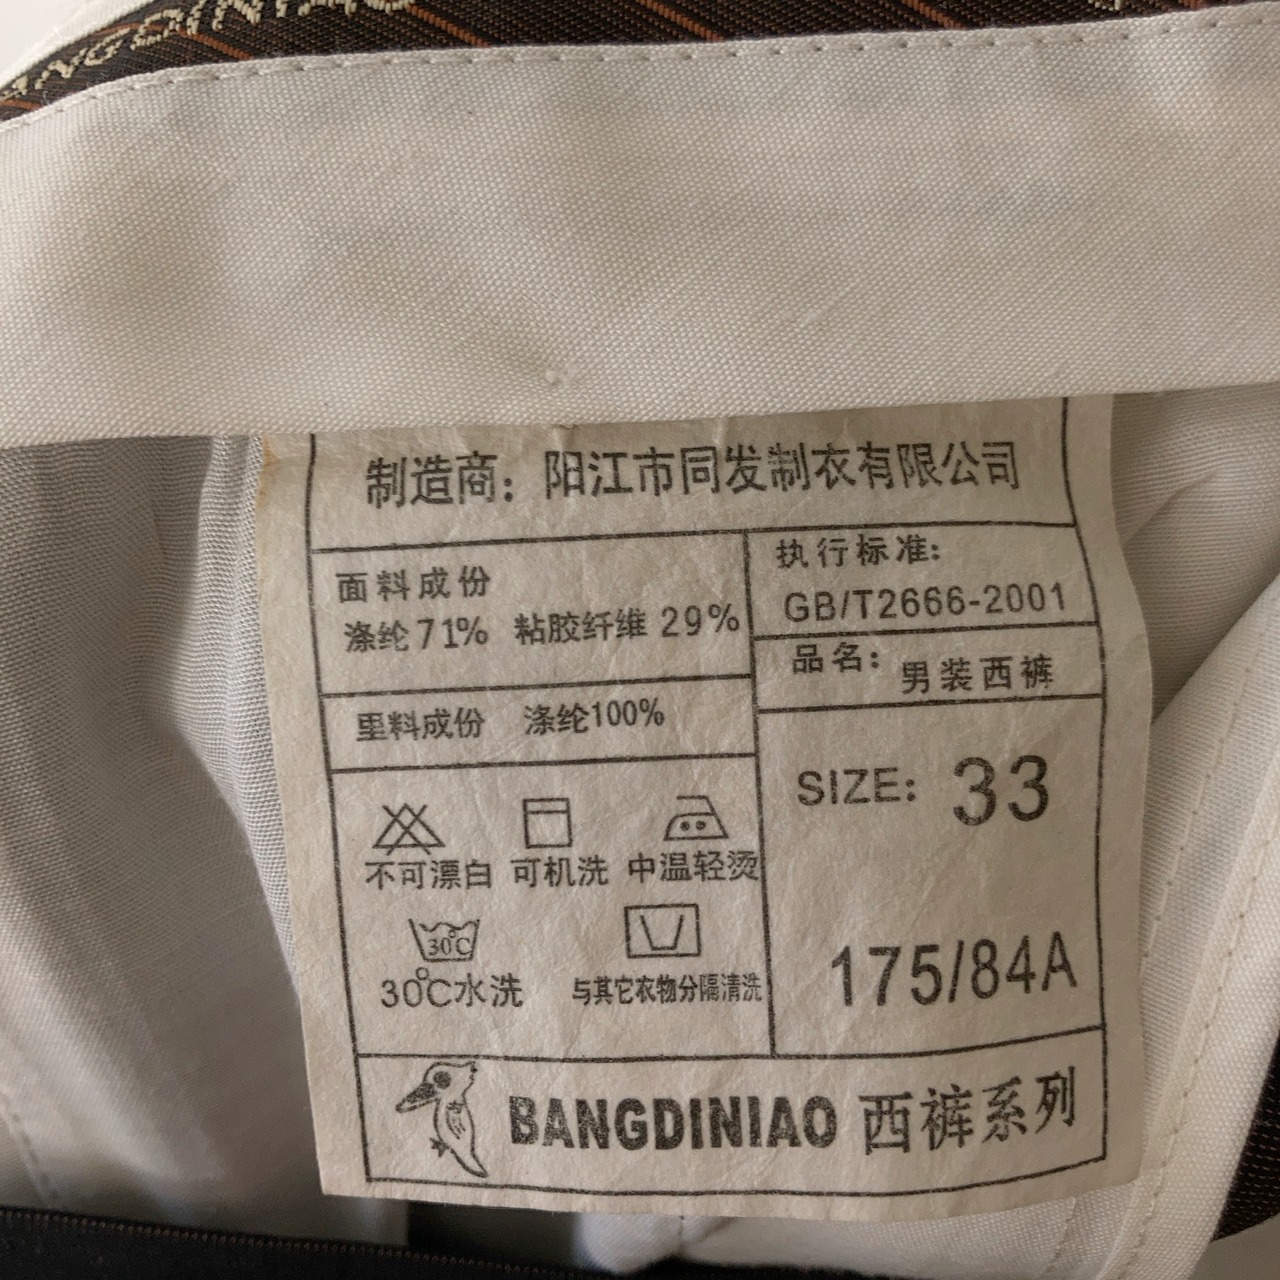 ANGDINIAO
制造商：阳江市同发制衣有限公司
面料成份
涤纶71% 粘胶纤维 29%
里料成份 涤纶100%
执行标准：
GB/T2666-2001
品名：男装西裤
SIZE：33
175/84A
不可漂白 可机洗 中温轻烫
30℃
30℃水洗 与其它衣物分隔清洗
BANGDINIAO 西裤系列